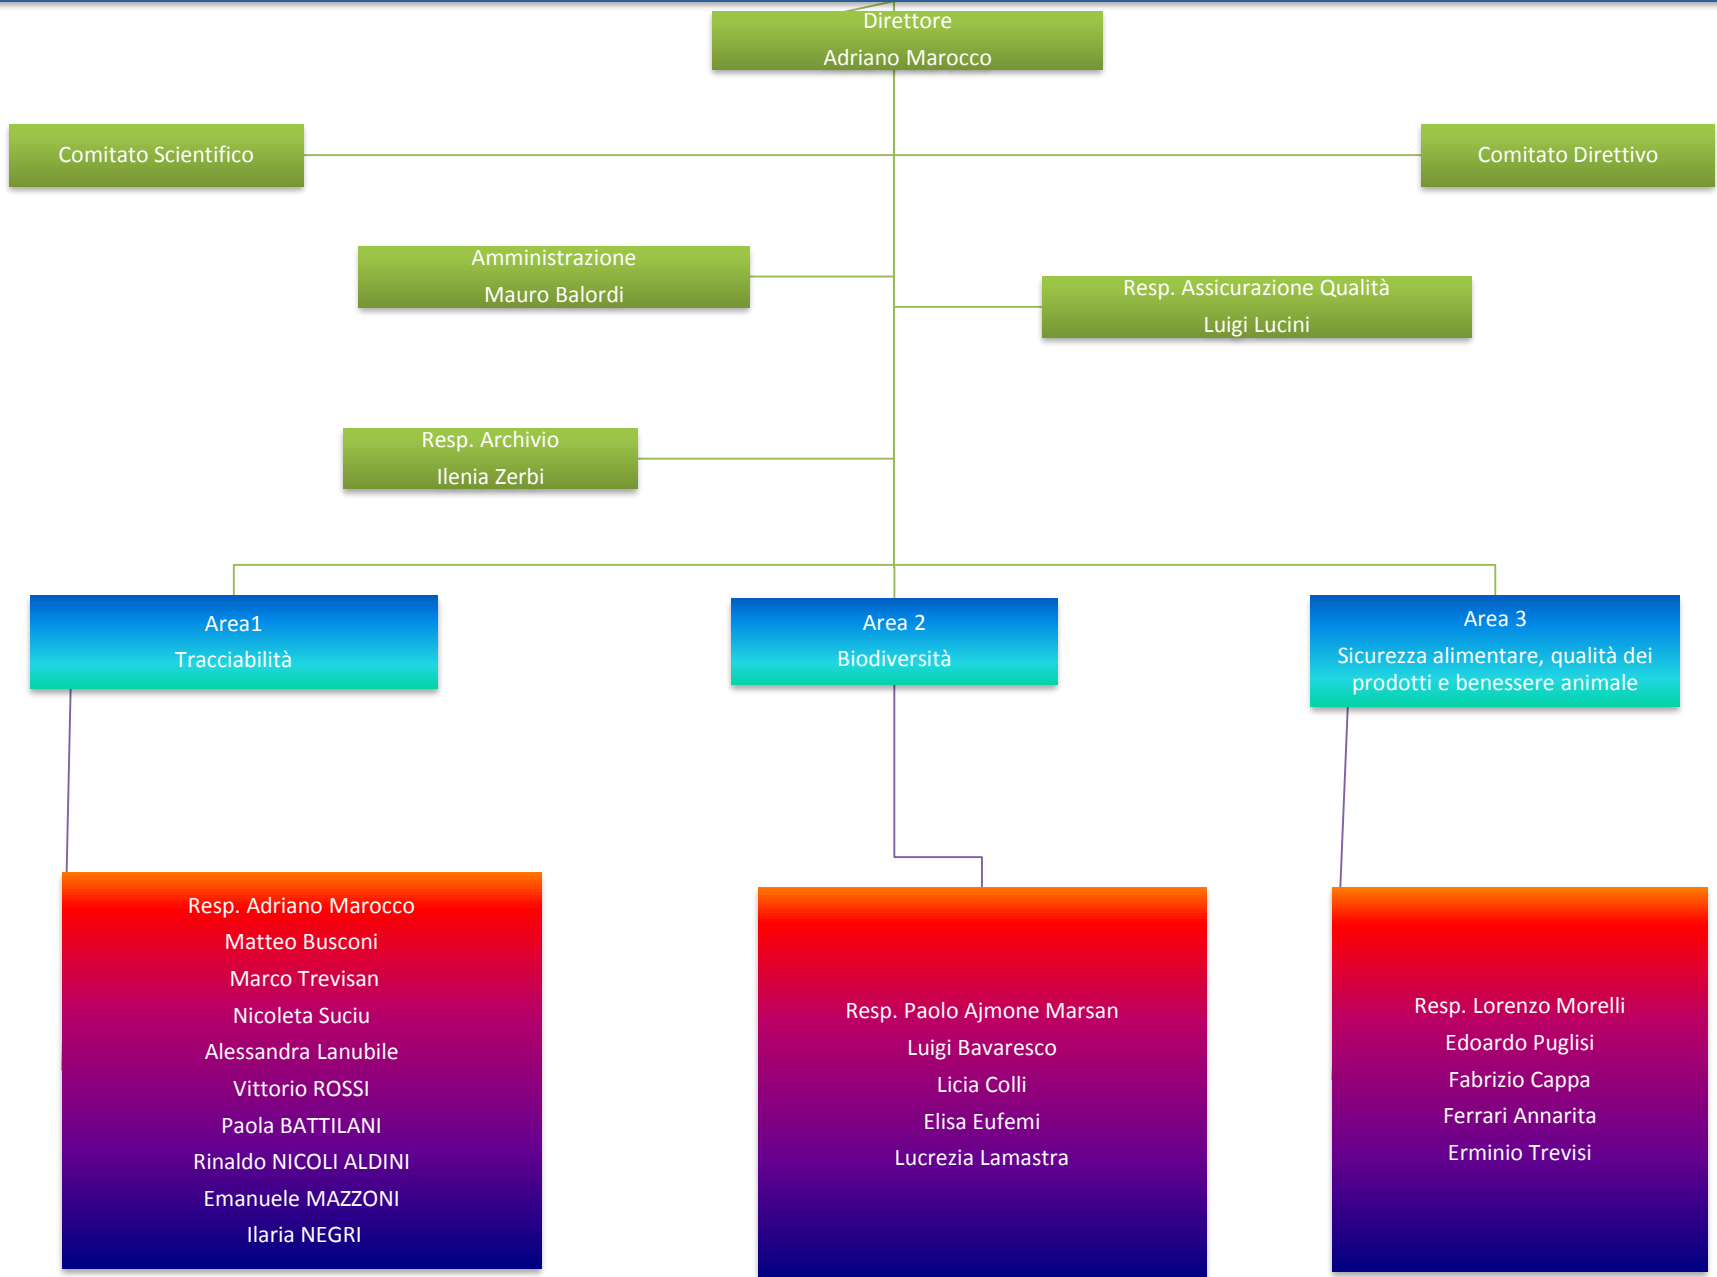 Direttore
Adriano Marocco
Comitato Scientifico
Comitato Direttivo
Amministrazione
Mauro Balordi
Resp. Assicurazione Qualità
Luigi Lucini
Resp. Archivio
Ilenia Zerbi
Area1
Tracciabilità
Area 2
Biodiversità
Area 3
Sicurezza alimentare, qualità dei
prodotti e benessere animale
Resp. Adriano Marocco
Matteo Busconi
Marco Trevisan
Nicoleta Suciu
Alessandra Lanubile
Vittorio ROSSI
Paola BATTILANI
Rinaldo NICOLI ALDINI
Emanuele MAZZONI
Ilaria NEGRI
Resp. Paolo Ajmone Marsan
Luigi Bavaresco
Licia Colli
Elisa Eufemi
Lucrezia Lamastra
Resp. Lorenzo Morelli
Edoardo Puglisi
Fabrizio Cappa
Ferrari Annarita
Erminio Trevisi